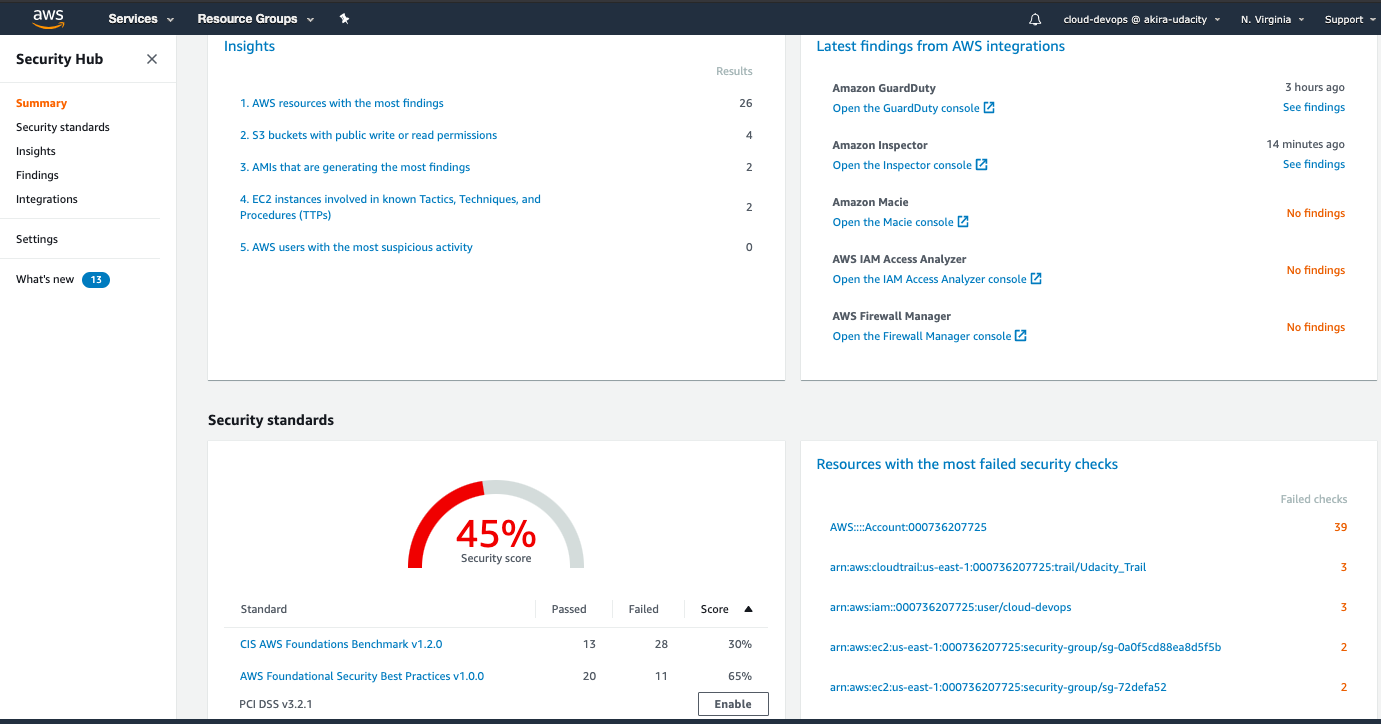 aws Services Resource Groups cloud-devops @ akira-udacity N. Virginia Support
Security Hub
Summary
Security standards
Insights
Findings
Integrations
Settings
What's new 13
Insights
Results
1. AWS resources with the most findings 26
2. S3 buckets with public write or read permissions 4
3. AMIs that are generating the most findings 2
4. EC2 instances involved in known Tactics, Techniques, and
Procedures (TTPs) 2
5. AWS users with the most suspicious activity 0
Latest findings from AWS integrations
Amazon GuardDuty 3 hours ago
Open the GuardDuty console See findings
Amazon Inspector 14 minutes ago
Open the Inspector console See findings
Amazon Macie
Open the Macie console No findings
AWS IAM Access Analyzer
Open the IAM Access Analyzer console No findings
AWS Firewall Manager
Open the Firewall Manager console No findings
Security standards
45%
Security score
Standard Passed Failed Score
CIS AWS Foundations Benchmark v1.2.0 13 28 30%
AWS Foundational Security Best Practices v1.0.0 20 11 65%
PCI DSS v3.2.1 Enable
Resources with the most failed security checks
Failed checks
AWS::::Account:000736207725 39
arn:aws:cloudtrail:us-east-1:000736207725:trail/Udacity_Trail 3
arn:aws:iam::000736207725:user/cloud-devops 3
arn:aws:ec2:us-east-1:000736207725:security-group/sg-0a0f5cd88ea8d5f5b 2
arn:aws:ec2:us-east-1:000736207725:security-group/sg-72defa52 2